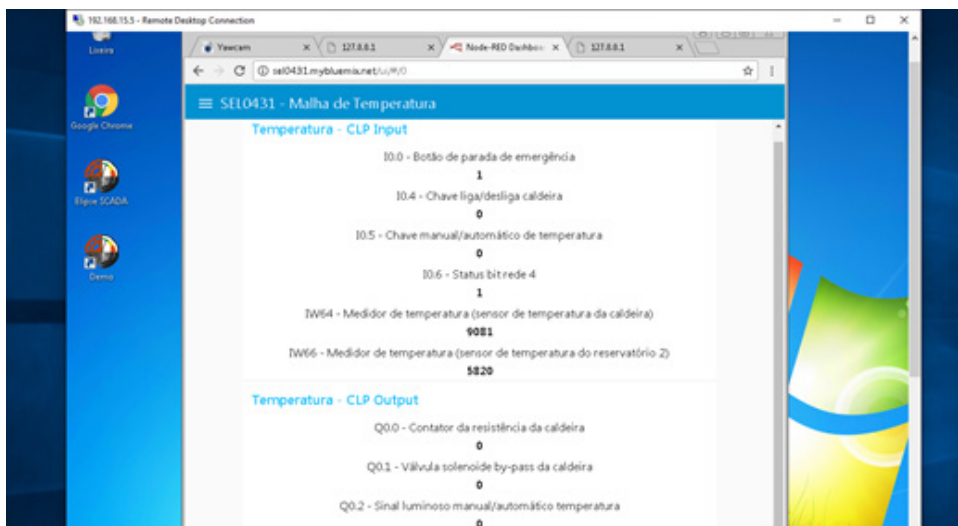 192.168.15.5 - Remote Desktop Connection
Yawcam
127.0.0.1
Node-RED Dashbo
127.0.0.1
sel0431.mybluemix.net/ui/#/0
SEL0431 - Malha de Temperatura
Google Chrome
Elipse SCADA
Demo
Temperatura - CLP Input
I0.0 - Botão de parada de emergência
1
I0.4 - Chave liga/desliga caldeira
0
I0.5 - Chave manual/automático de temperatura
0
I0.6 - Status bit rede 4
1
IW64 - Medidor de temperatura (sensor de temperatura da caldeira)
9081
IW66 - Medidor de temperatura (sensor de temperatura do reservatório 2)
5820
Temperatura - CLP Output
Q0.0 - Contator da resistência da caldeira
0
Q0.1 - Válvula solenoide by-pass da caldeira
0
Q0.2 - Sinal luminoso manual/automático temperatura
0